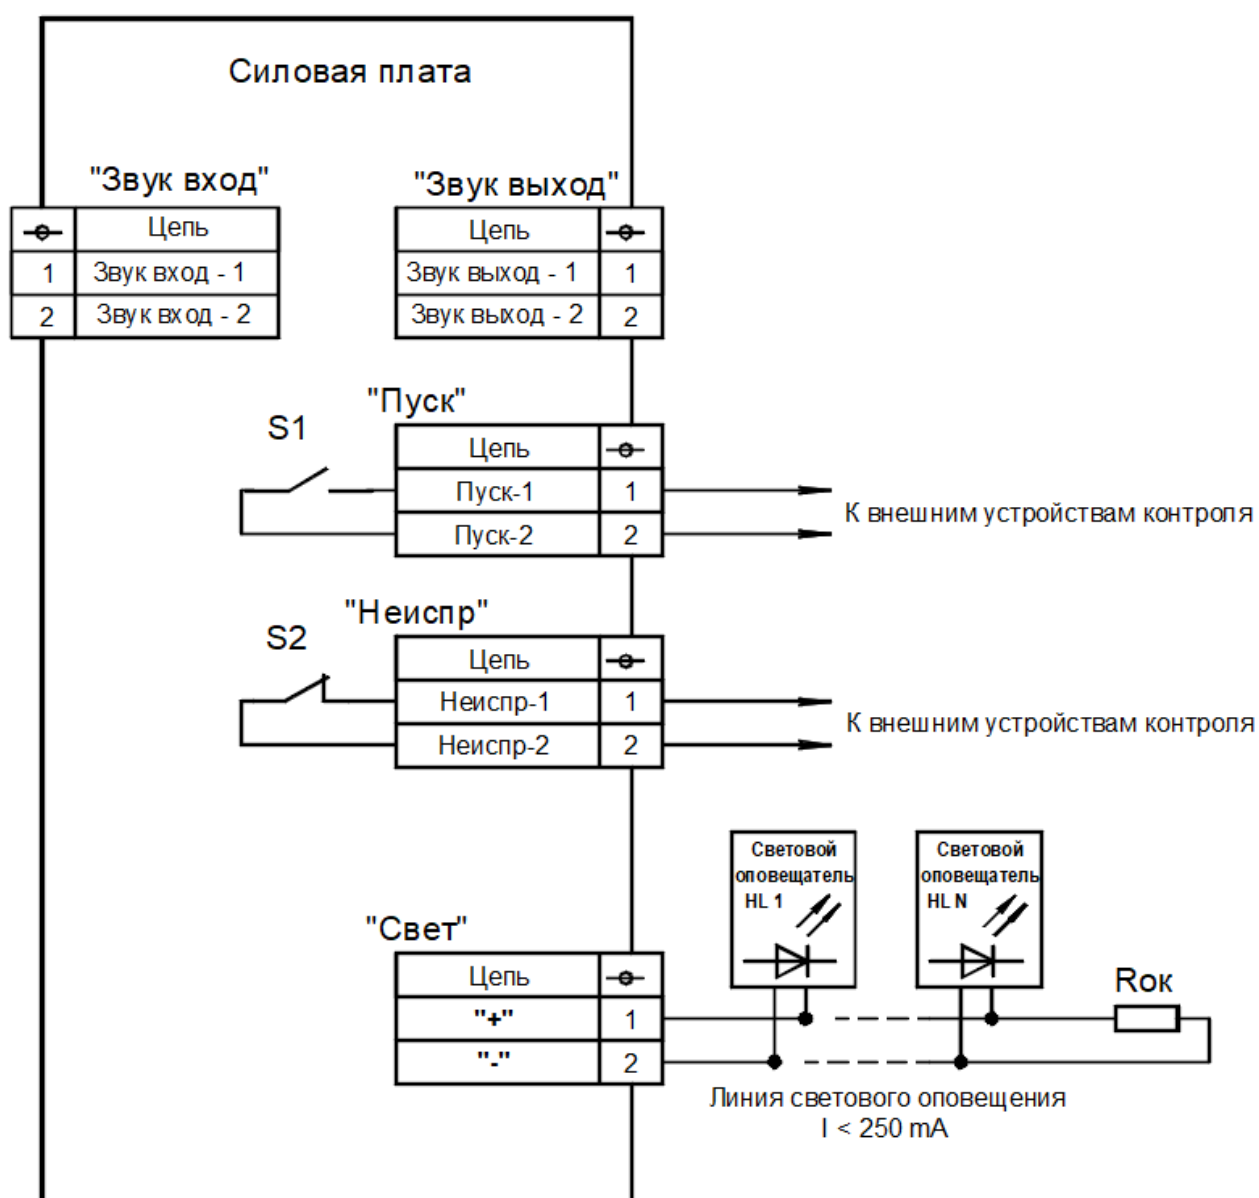 Силовая плата
"Звук вход"
Цепь
1 Звук вход - 1
2 Звук вход - 2
"Звук выход"
Цепь
Звук выход - 1 1
Звук выход - 2 2
S1
"Пуск"
Цепь
Пуск-1 1
Пуск-2 2
К внешним устройствам контроля
S2
"Неиспр"
Цепь
Неиспр-1 1
Неиспр-2 2
К внешним устройствам контроля
"Свет"
Цепь
"+" 1
"-" 2
Световой
оповещатель
HL 1
Световой
оповещатель
HL N
Rок
Линия светового оповещения
I < 250 mA